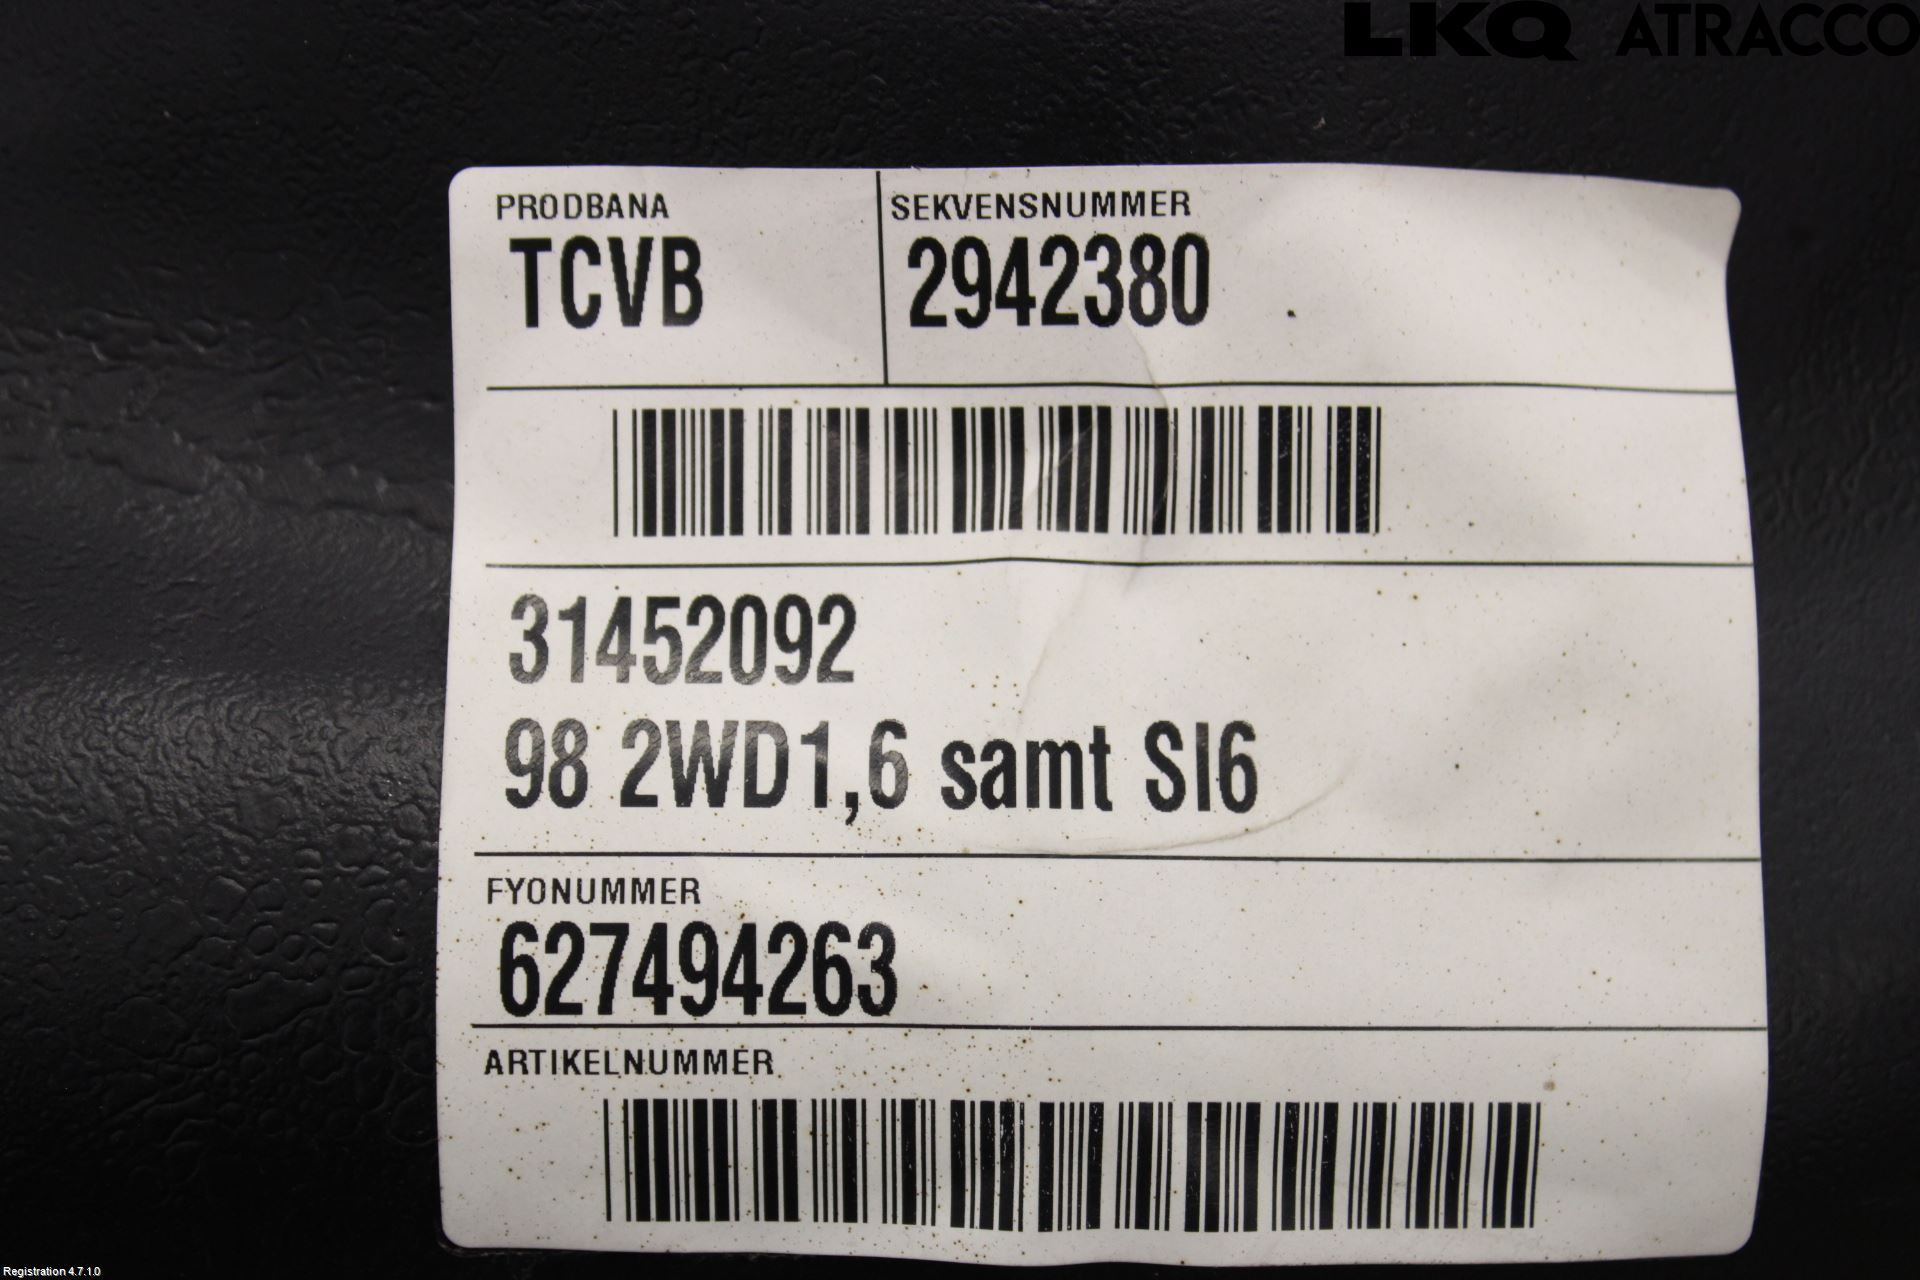 LKQ ATRACCO
PRODBANA
TCVB
SEKVENSNUMMER
2942380
31452092
98 2WD1,6 samt SI6
FYONUMMER
627494263
ARTIKELNUMMER
Registration 4.7.1.0